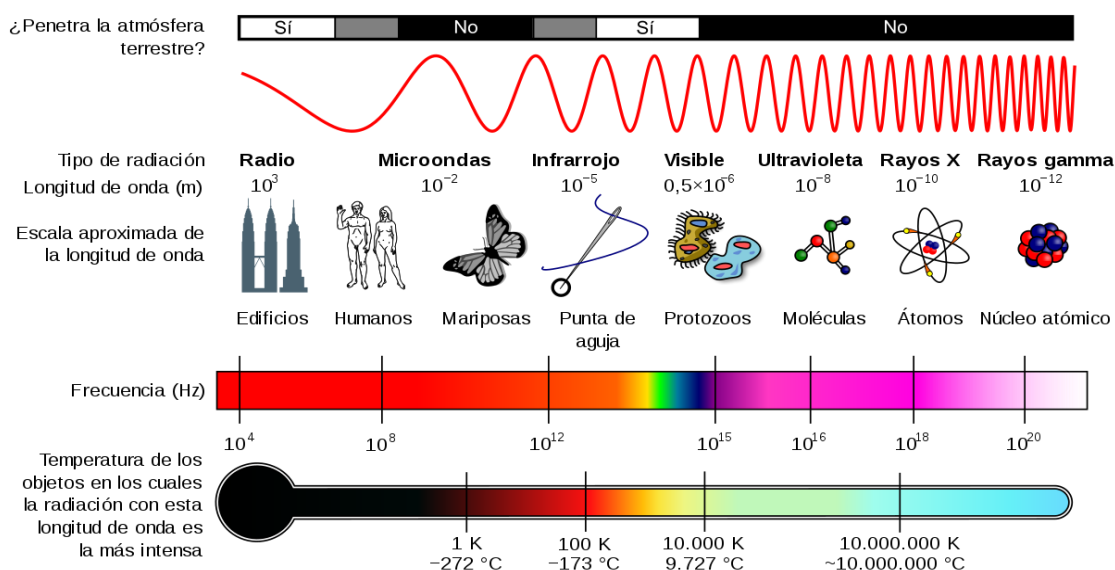 ¿Penetra la atmósfera
terrestre?
Sí No Sí No
Tipo de radiación Radio Microondas Infrarrojo Visible Ultravioleta Rayos X Rayos gamma
Longitud de onda (m) 10³ 10⁻² 10⁻⁵ 0,5×10⁻⁶ 10⁻⁸ 10⁻¹⁰ 10⁻¹²
Escala aproximada de
la longitud de onda
Edificios Humanos Mariposas Punta de aguja Protozoos Moléculas Átomos Núcleo atómico
Frecuencia (Hz)
10⁴ 10⁸ 10¹² 10¹⁵ 10¹⁶ 10¹⁸ 10²⁰
Temperatura de los
objetos en los cuales
la radiación con esta
longitud de onda es
la más intensa
1 K 100 K 10.000 K 10.000.000 K
−272 °C −173 °C 9.727 °C ~10.000.000 °C